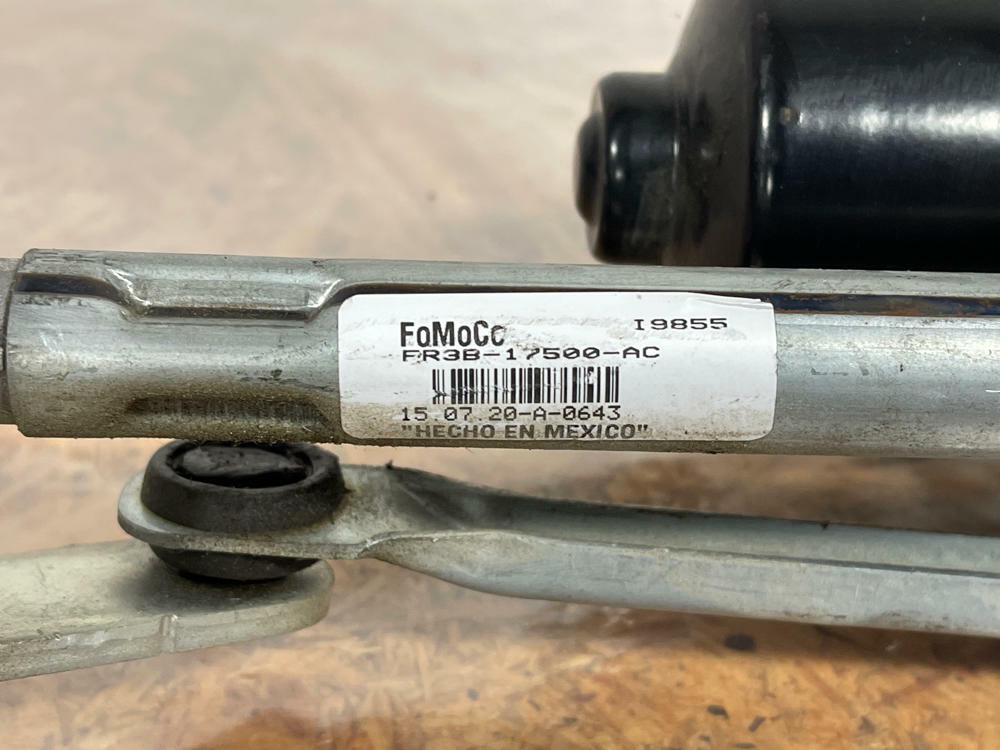 FoMoCo
I9855
FR3B-17500-AC
15 07 20-A-0643
"HECHO EN MEXICO"